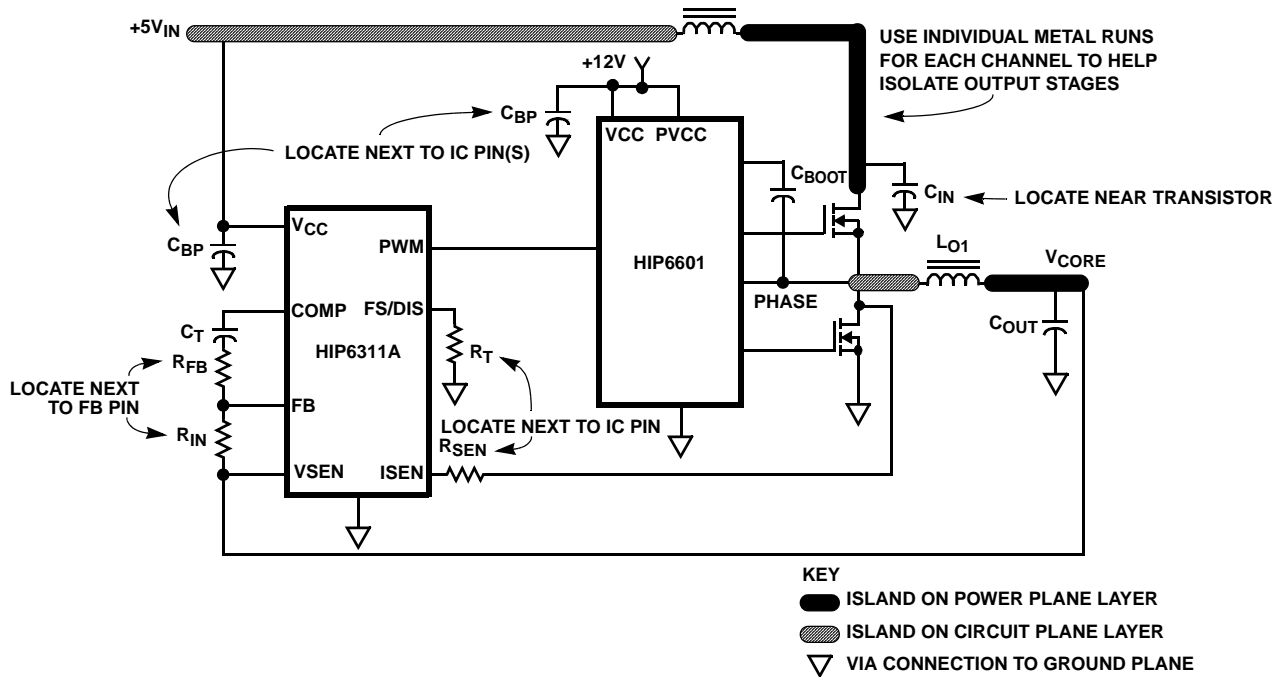 +5VIN
USE INDIVIDUAL METAL RUNS
FOR EACH CHANNEL TO HELP
ISOLATE OUTPUT STAGES
+12V
CBP
VCC PVCC
LOCATE NEXT TO IC PIN(S)
CBOOT
CIN
LOCATE NEAR TRANSISTOR
VCC
CBP
PWM
HIP6601
LO1
VCORE
PHASE
COMP
FS/DIS
CT
RT
COUT
HIP6311A
RFB
LOCATE NEXT
TO FB PIN
FB
RIN
LOCATE NEXT TO IC PIN
RSEN
VSEN
ISEN
KEY
ISLAND ON POWER PLANE LAYER
ISLAND ON CIRCUIT PLANE LAYER
VIA CONNECTION TO GROUND PLANE